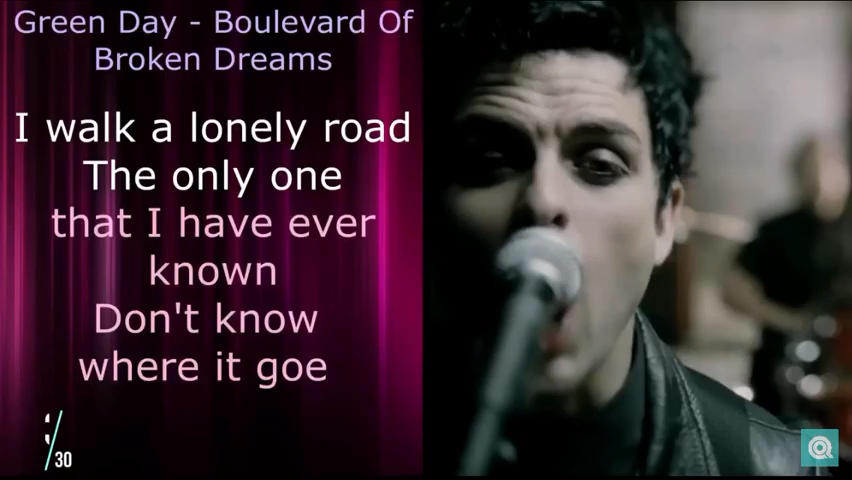 Green Day - Boulevard Of
Broken Dreams
I walk a lonely road
The only one
that I have ever
known
Don't know
where it goe
/30